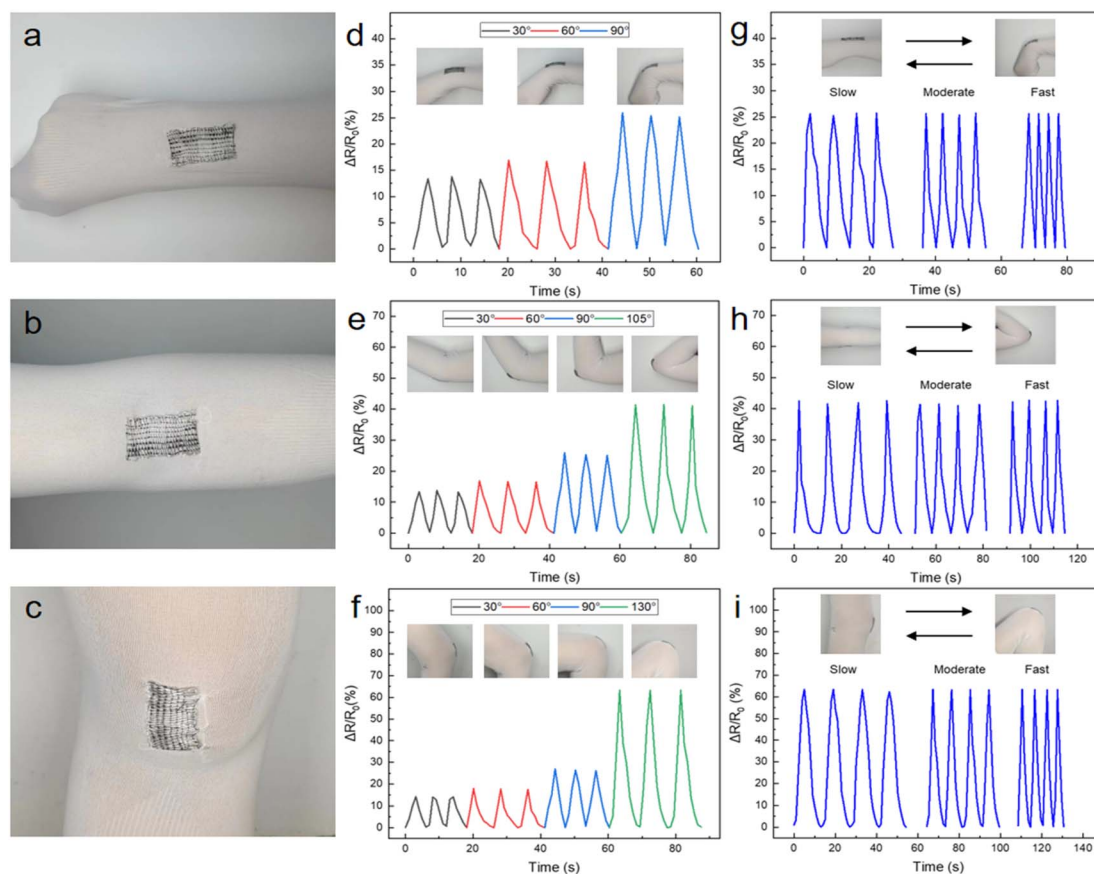 a
d
30° 60° 90°
ΔR/R₀(%)
40
35
30
25
20
15
10
5
0
0 10 20 30 40 50 60
Time (s)
g
Slow Moderate Fast
ΔR/R₀ (%)
40
35
30
25
20
15
10
5
0
0 20 40 60 80
Time (s)
b
e
30° 60° 90° 105°
ΔR/R₀ (%)
70
60
50
40
30
20
10
0
0 20 40 60 80
Time (s)
h
Slow Moderate Fast
ΔR/R₀(%)
70
60
50
40
30
20
10
0
0 20 40 60 80 100 120
Time (s)
c
f
30° 60° 90° 130°
ΔR/R₀ (%)
100
90
80
70
60
50
40
30
20
10
0
0 20 40 60 80
Time (s)
i
Slow Moderate Fast
ΔR/R₀ (%)
100
90
80
70
60
50
40
30
20
10
0
0 20 40 60 80 100 120 140
Time (s)